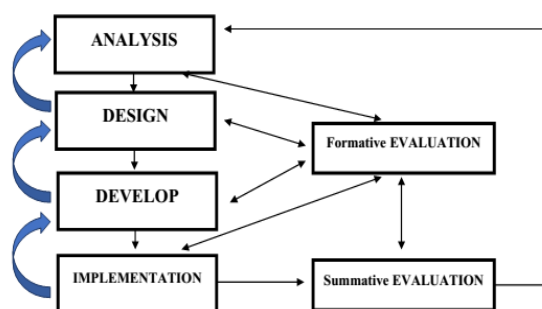 ANALYSIS
DESIGN
Formative EVALUATION
DEVELOP
IMPLEMENTATION
Summative EVALUATION